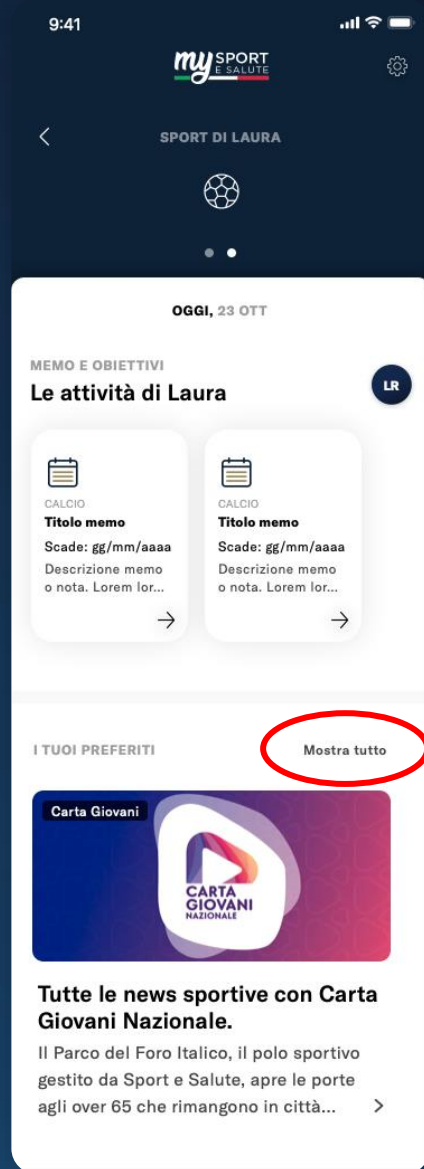 9:41
my SPORT
E SALUTE
SPORT DI LAURA
OGGI, 23 OTT
MEMO E OBIETTIVI
Le attività di Laura
LR
CALCIO
Titolo memo
Scade: gg/mm/aaaa
Descrizione memo
o nota. Lorem lor...
CALCIO
Titolo memo
Scade: gg/mm/aaaa
Descrizione memo
o nota. Lorem lor...
I TUOI PREFERITI
Mostra tutto
Carta Giovani
CARTA
GIOVANI
NAZIONALE
Tutte le news sportive con Carta
Giovani Nazionale.
Il Parco del Foro Italico, il polo sportivo
gestito da Sport e Salute, apre le porte
agli over 65 che rimangono in città...